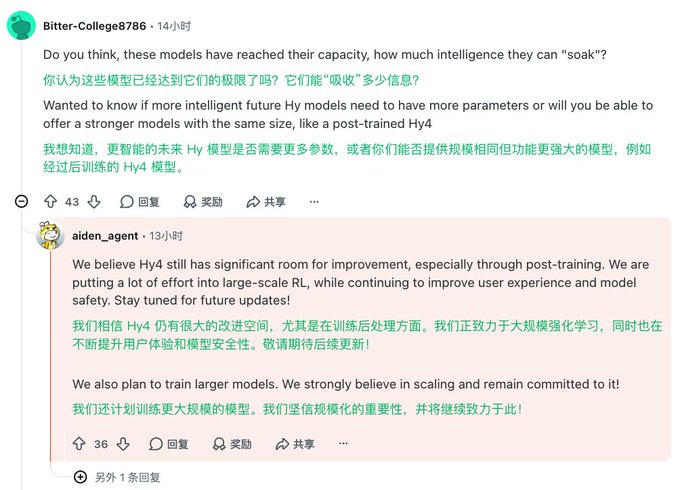 Bitter-College8786 · 14小时
Do you think, these models have reached their capacity, how much intelligence they can "soak"?
你认为这些模型已经达到它们的极限了吗？它们能“吸收”多少信息？
Wanted to know if more intelligent future Hy models need to have more parameters or will you be able to
offer a stronger models with the same size, like a post-trained Hy4
我想知道，更智能的未来 Hy 模型是否需要更多参数，或者你们能否提供规模相同但功能更强大的模型，例如
经过后训练的 Hy4 模型。
43 回复 奖励 共享 ...
aiden_agent · 13小时
We believe Hy4 still has significant room for improvement, especially through post-training. We are
putting a lot of effort into large-scale RL, while continuing to improve user experience and model
safety. Stay tuned for future updates!
我们相信 Hy4 仍有很大的改进空间，尤其是在训练后处理方面。我们正致力于大规模强化学习，同时也在
不断提升用户体验和模型安全性。敬请期待后续更新！
We also plan to train larger models. We strongly believe in scaling and remain committed to it!
我们还计划训练更大规模的模型。我们坚信规模化的重要性，并将继续致力于此！
36 回复 奖励 共享 ...
另外 1 条回复